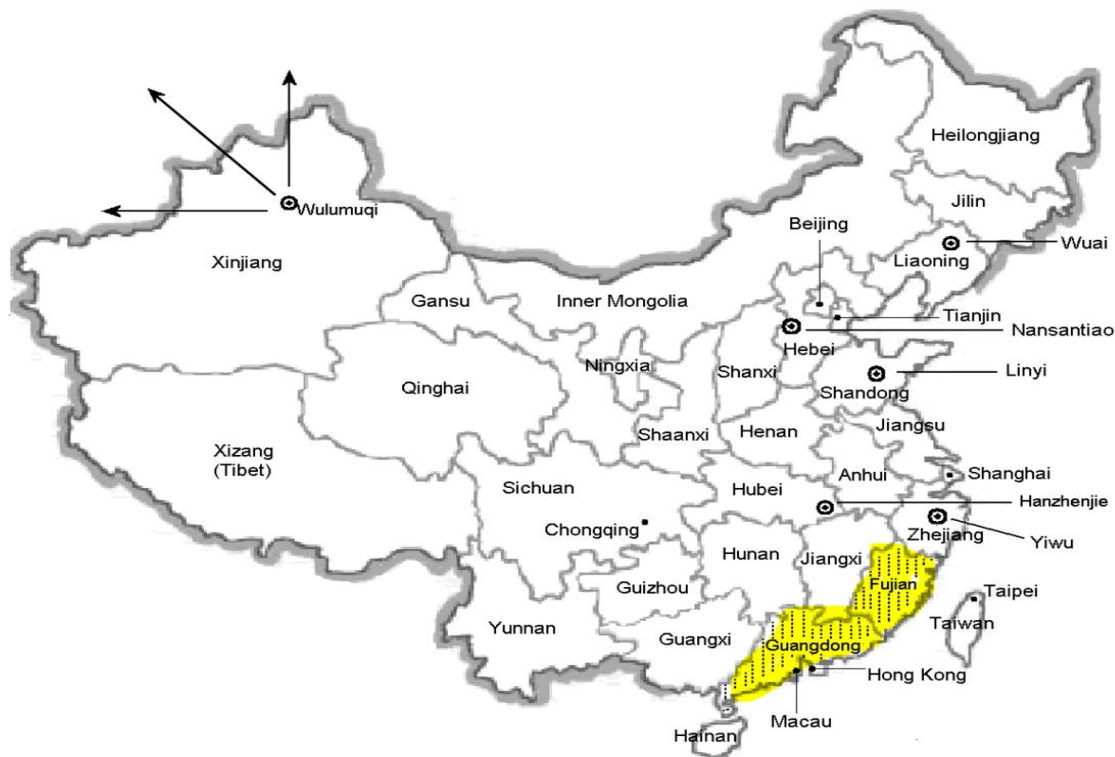 Heilongjiang
Jilin
Wulumuqi
Beijing
Wuai
Xinjiang
Liaoning
Gansu
Inner Mongolia
Tianjin
Nansantiao
Hebei
Ningxia
Shanxi
Linyi
Qinghai
Shandong
Jiangsu
Shaanxi
Henan
Xizang
(Tibet)
Anhui
Shanghai
Sichuan
Hubei
Hanzhenjie
Chongqing
Zhejiang
Yiwu
Hunan
Jiangxi
Guizhou
Fujian
Taipei
Taiwan
Yunnan
Guangxi
Guangdong
Hong Kong
Macau
Hainan